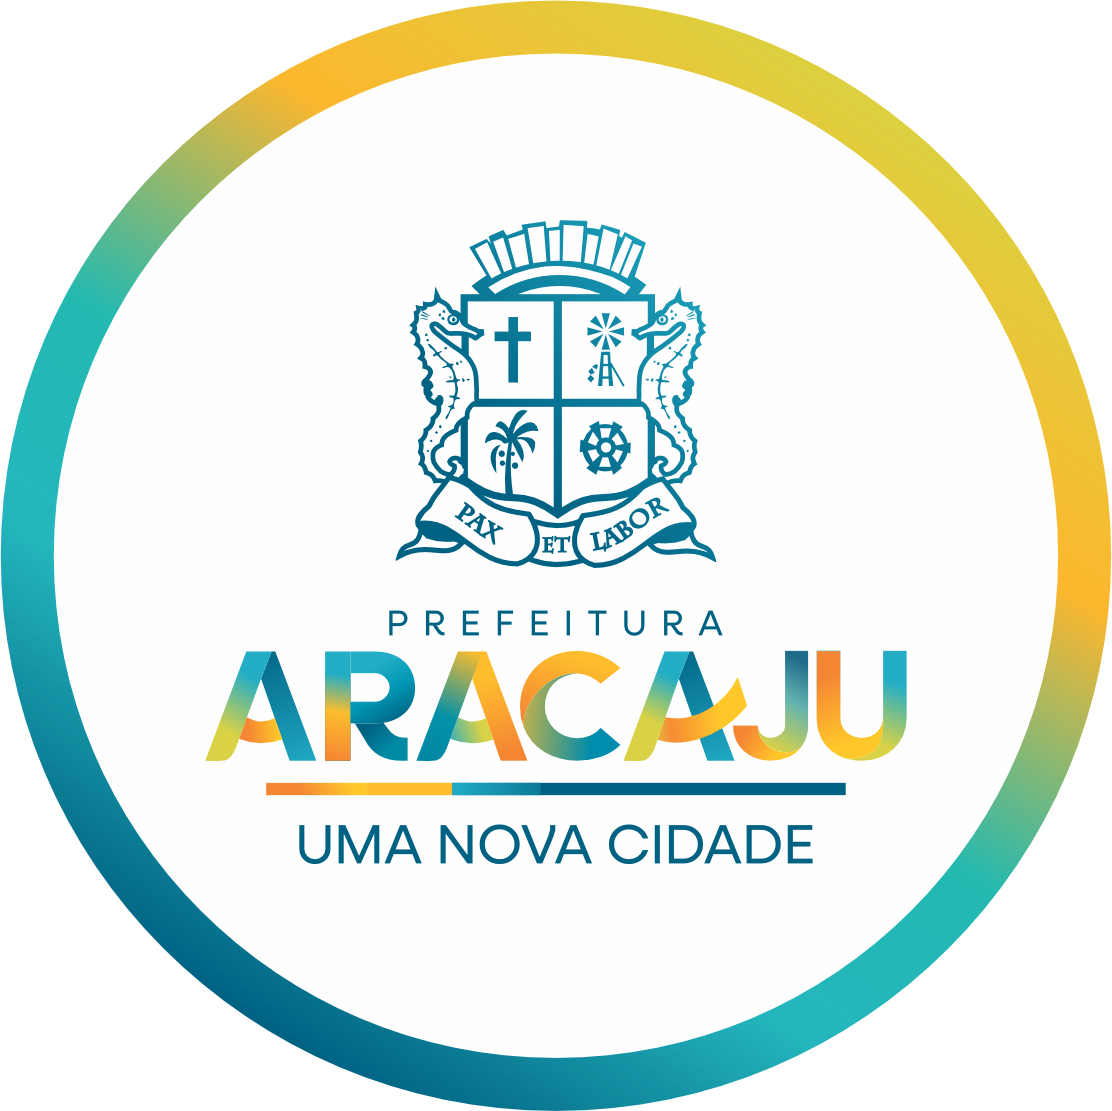 PAX ET LABOR
PREFEITURA
ARACAJU
UMA NOVA CIDADE